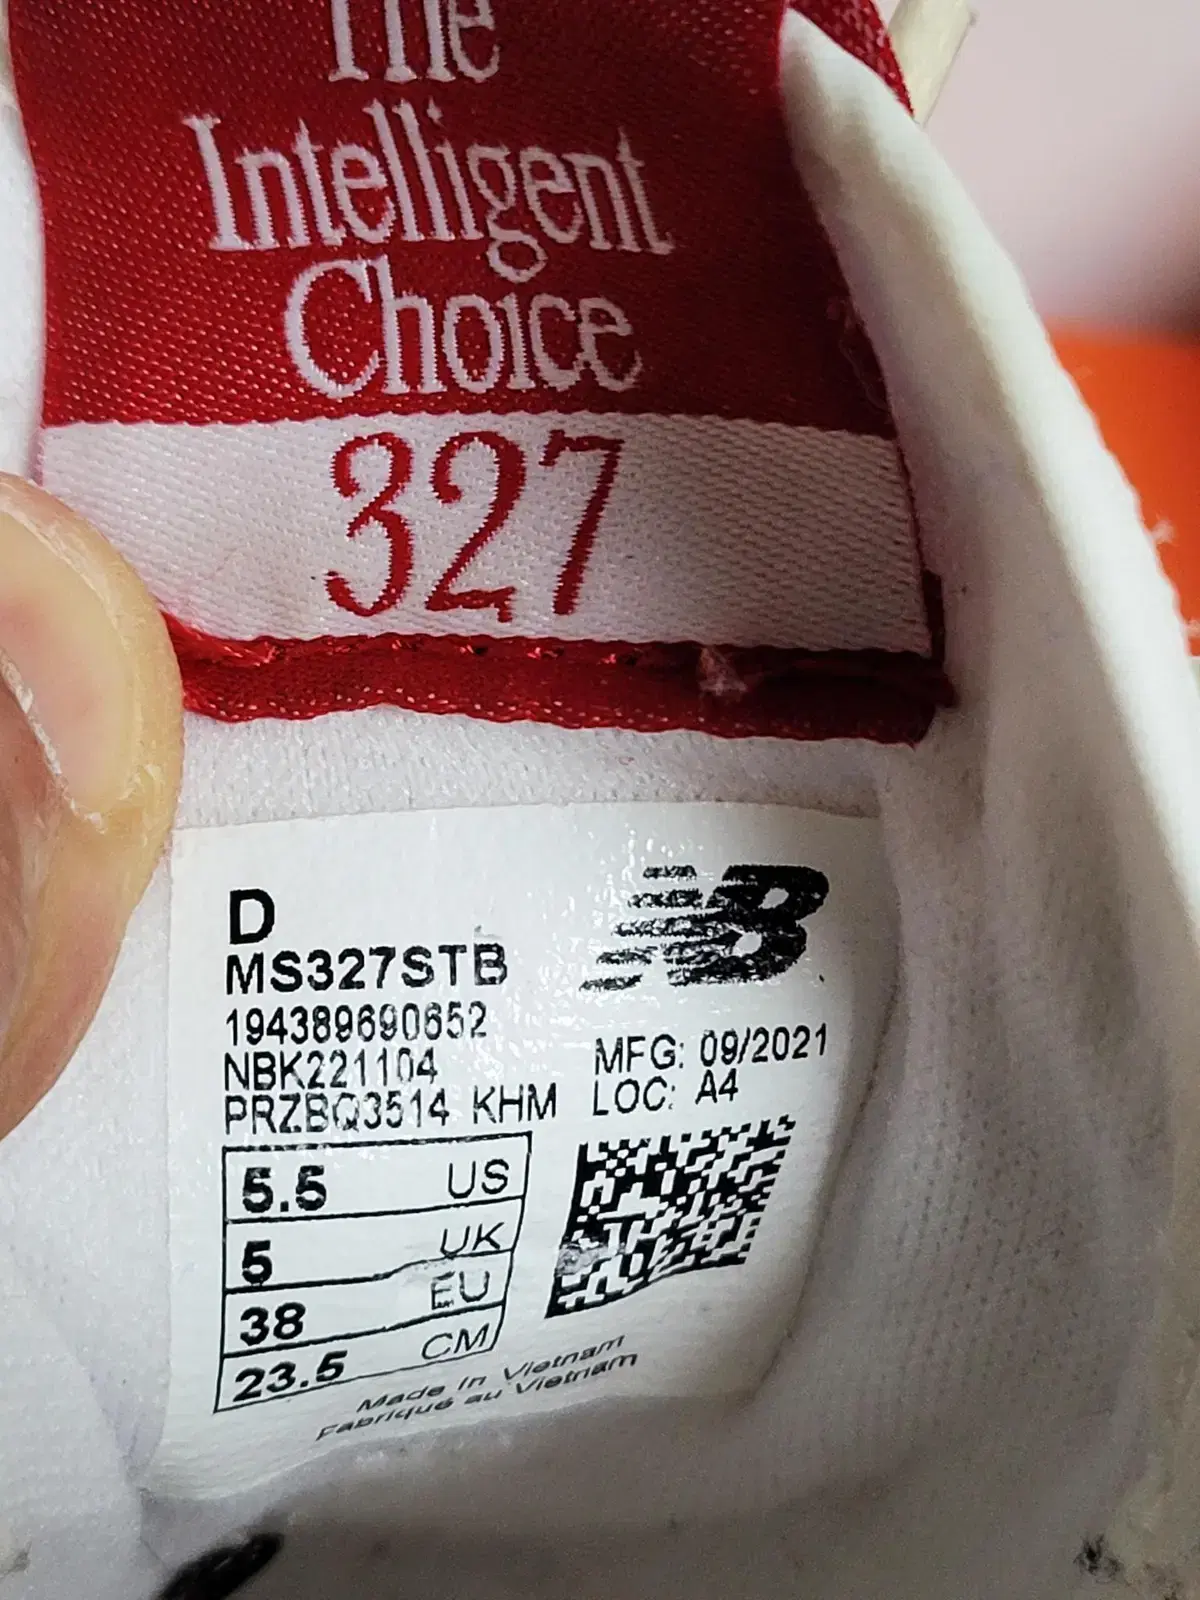 The
Intelligent
Choice
327
D
MS327STB
194389690652
NBK221104
PRZBQ3514 KHM
NB
MFG: 09/2021
LOC: A4
5.5 US
5 UK
38 EU
23.5 CM
Made in Vietnam
Fabriqué au Vietnam